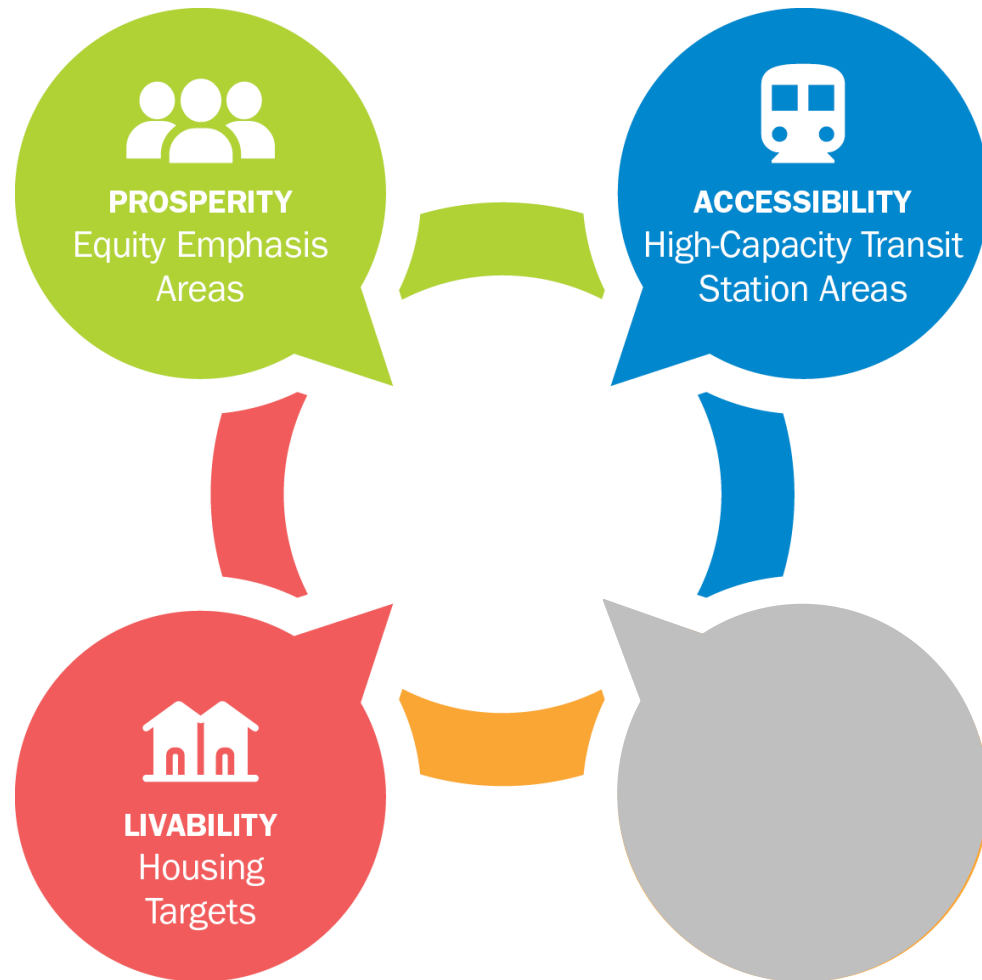 PROSPERITY
Equity Emphasis
Areas
ACCESSIBILITY
High-Capacity Transit
Station Areas
LIVABILITY
Housing
Targets